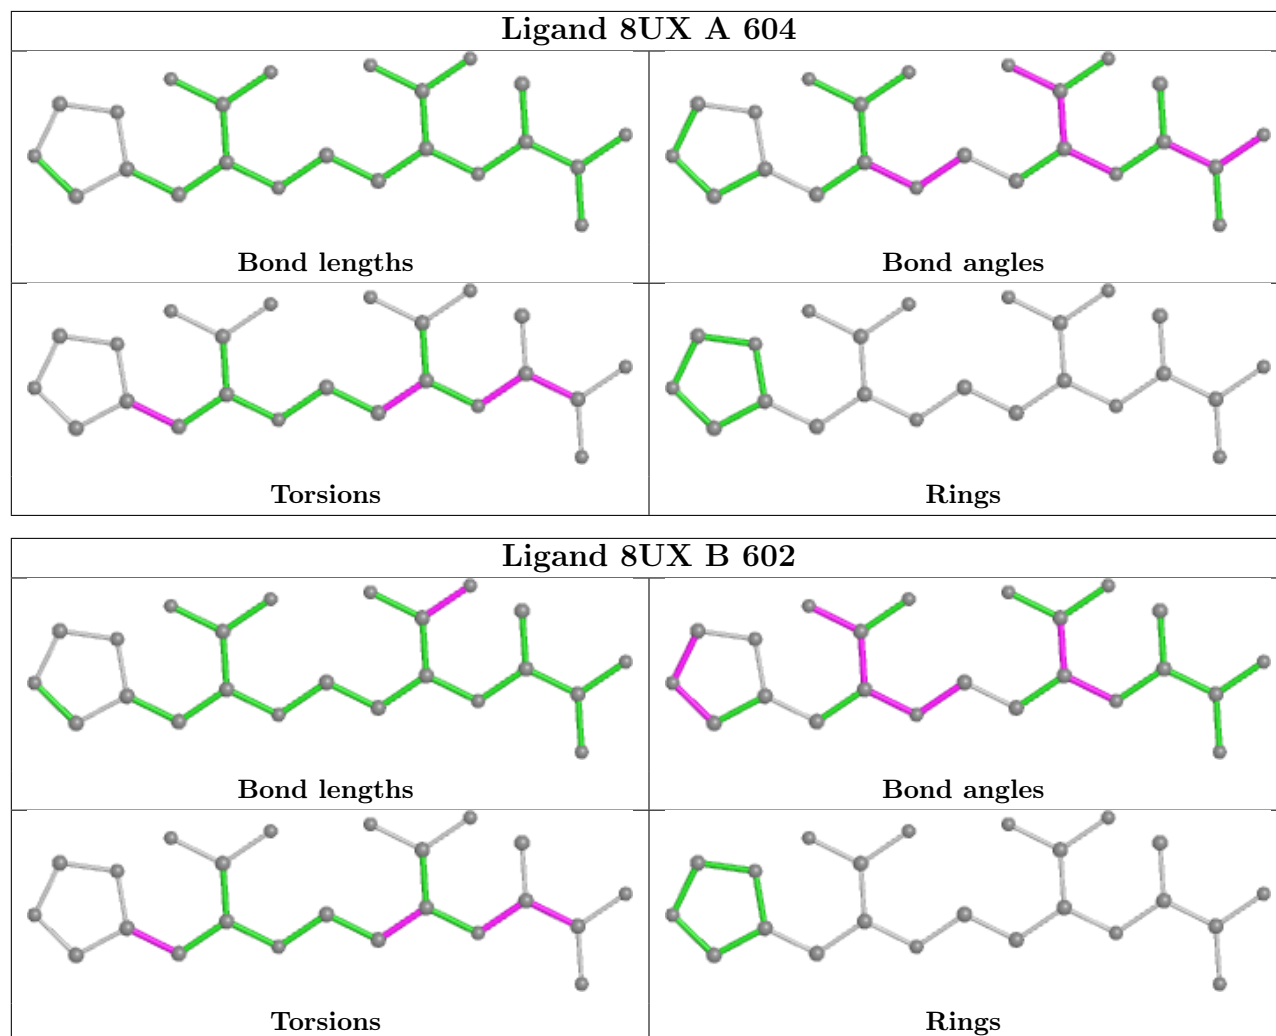 Ligand 8UX A 604
Bond lengths
Bond angles
Torsions
Rings
Ligand 8UX B 602
Bond lengths
Bond angles
Torsions
Rings